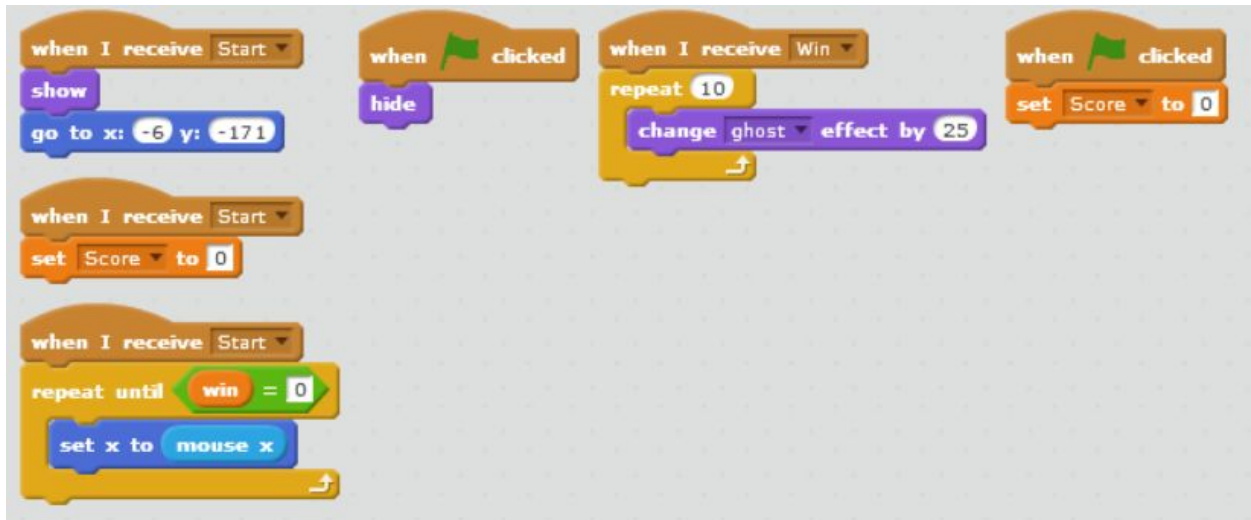 when I receive Start
show
go to x: -6 y: -171
when clicked
hide
when I receive Win
repeat 10
change ghost effect by 25
when clicked
set Score to 0
when I receive Start
set Score to 0
when I receive Start
repeat until win = 0
set x to mouse x